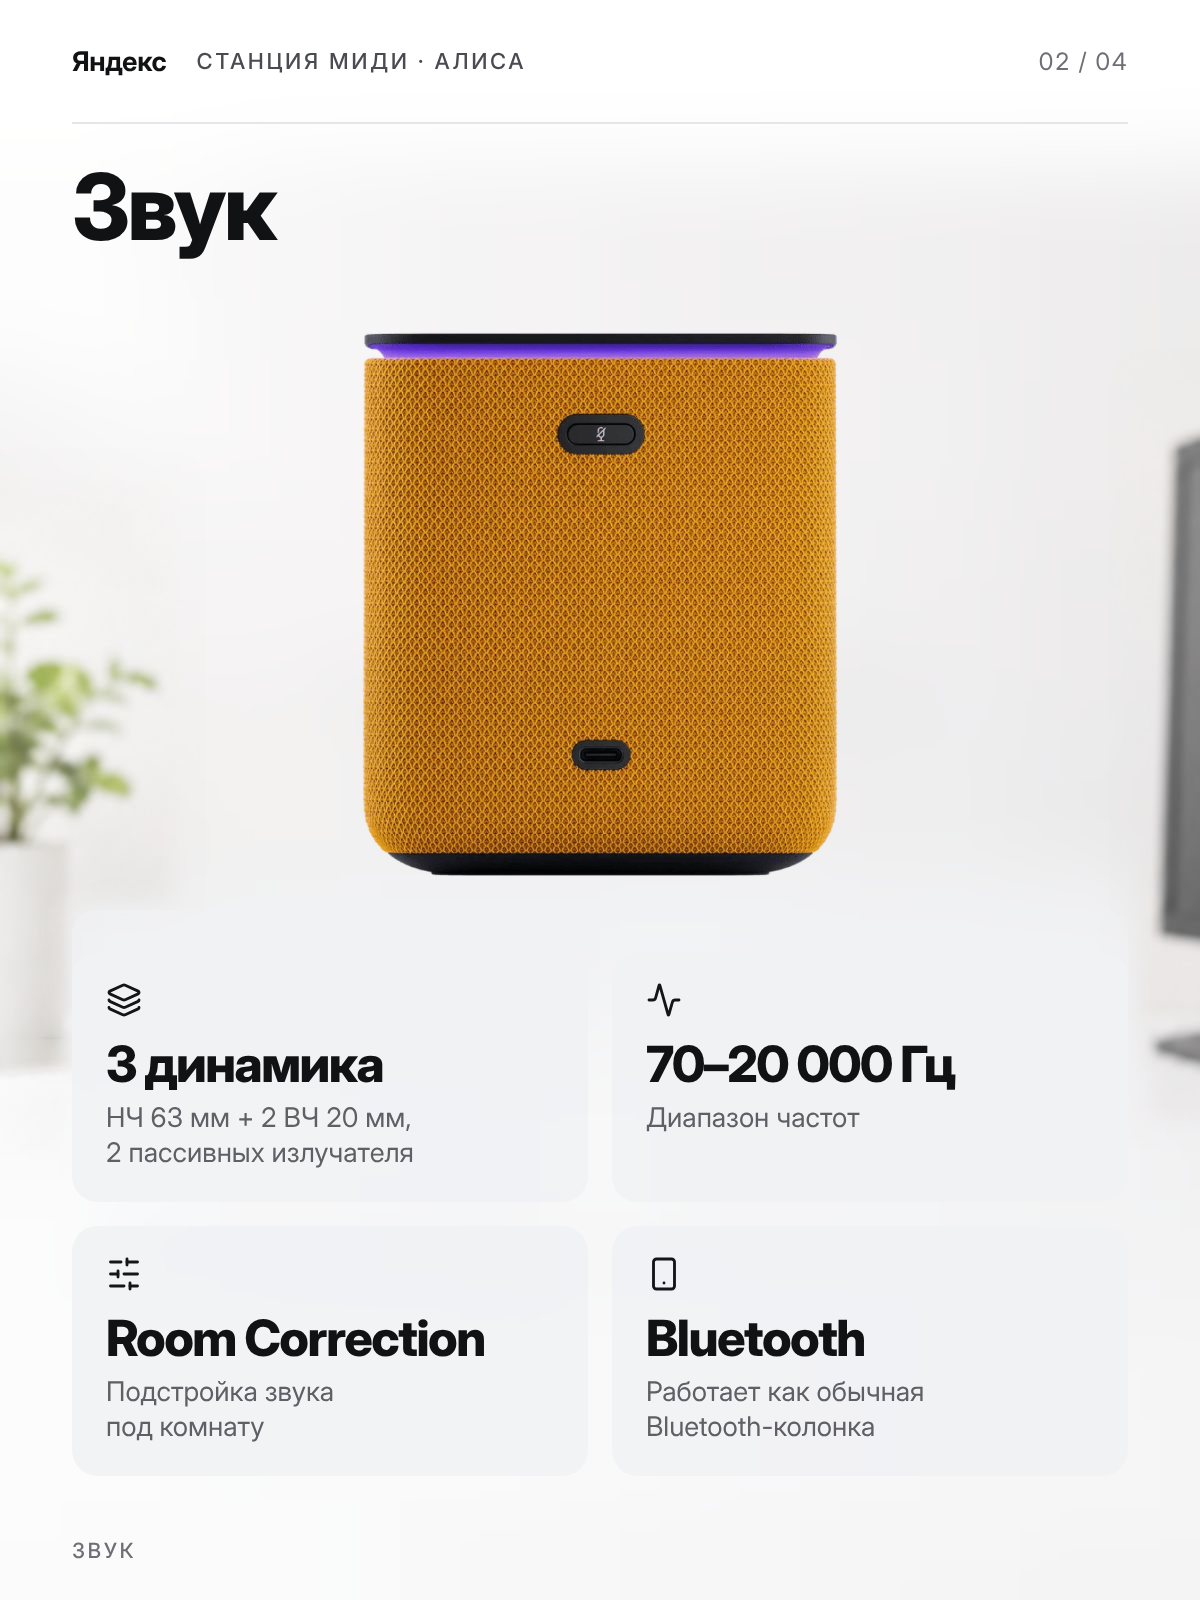 Яндекс СТАНЦИЯ МИДИ · АЛИСА 02 / 04
Звук
3 динамика
НЧ 63 мм + 2 ВЧ 20 мм,
2 пассивных излучателя
70–20 000 Гц
Диапазон частот
Room Correction
Подстройка звука
под комнату
Bluetooth
Работает как обычная
Bluetooth-колонка
ЗВУК